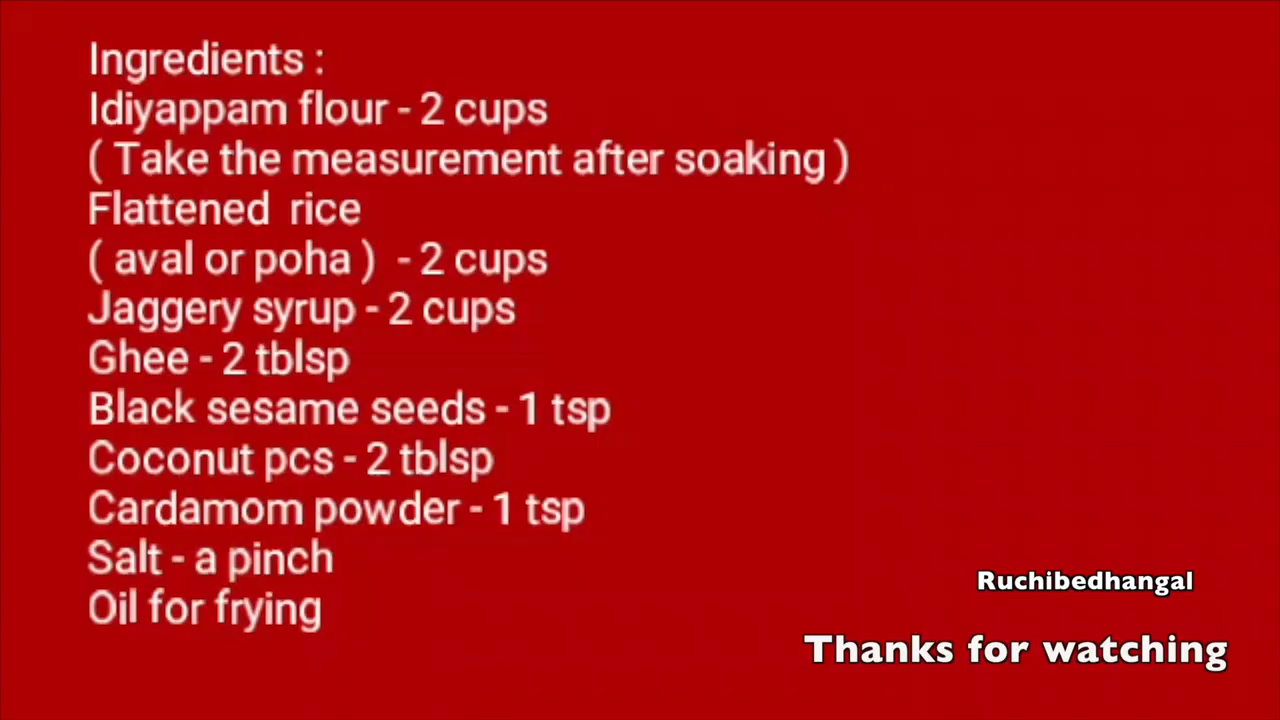 Ingredients :
Idiyappam flour - 2 cups
( Take the measurement after soaking )
Flattened rice
( aval or poha ) - 2 cups
Jaggery syrup - 2 cups
Ghee - 2 tblsp
Black sesame seeds - 1 tsp
Coconut pcs - 2 tblsp
Cardamom powder - 1 tsp
Salt - a pinch
Oil for frying
Ruchibedhangal
Thanks for watching